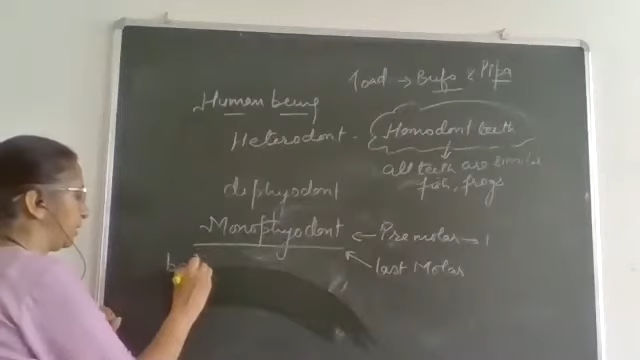 Toad → Bufo & Pipa
Human being
Heterodont - Homodont teeth
all teeth are similar
fish, frogs
diphyodont
Monophyodont ← Premolar → 1
last Molar